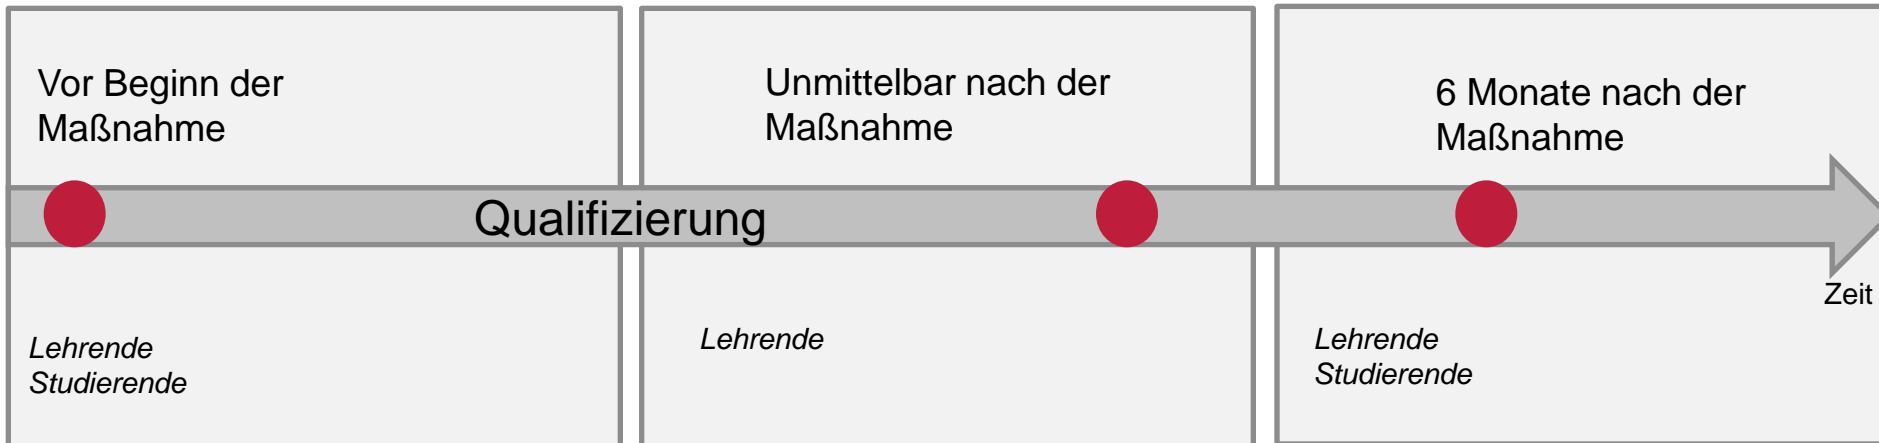 Vor Beginn der
Maßnahme
Unmittelbar nach der
Maßnahme
6 Monate nach der
Maßnahme
Qualifizierung
Zeit
Lehrende
Studierende
Lehrende
Lehrende
Studierende